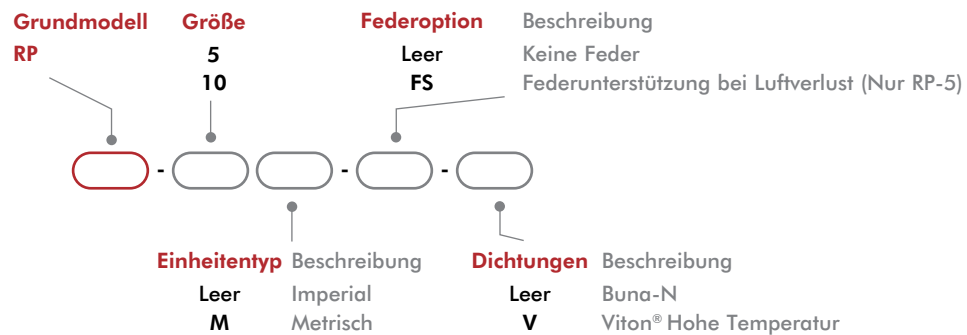 Grundmodell Größe Federoption Beschreibung
RP 5 Leer Keine Feder
10 FS Federunterstützung bei Luftverlust (Nur RP-5)
- - -
Einheitentyp Beschreibung Dichtungen Beschreibung
Leer Imperial Leer Buna-N
M Metrisch V Viton® Hohe Temperatur